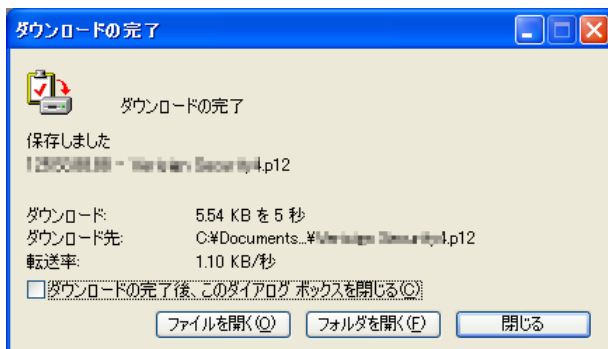 ダウンロードの完了
ダウンロードの完了
保存しました
4.p12
ダウンロード: 5.54 KB を 5 秒
ダウンロード先: C:¥Documents...¥ 4.p12
転送率: 1.10 KB/秒
ダウンロードの完了後、このダイアログ ボックスを閉じる(C)
ファイルを開く(O) フォルダを開く(F) 閉じる